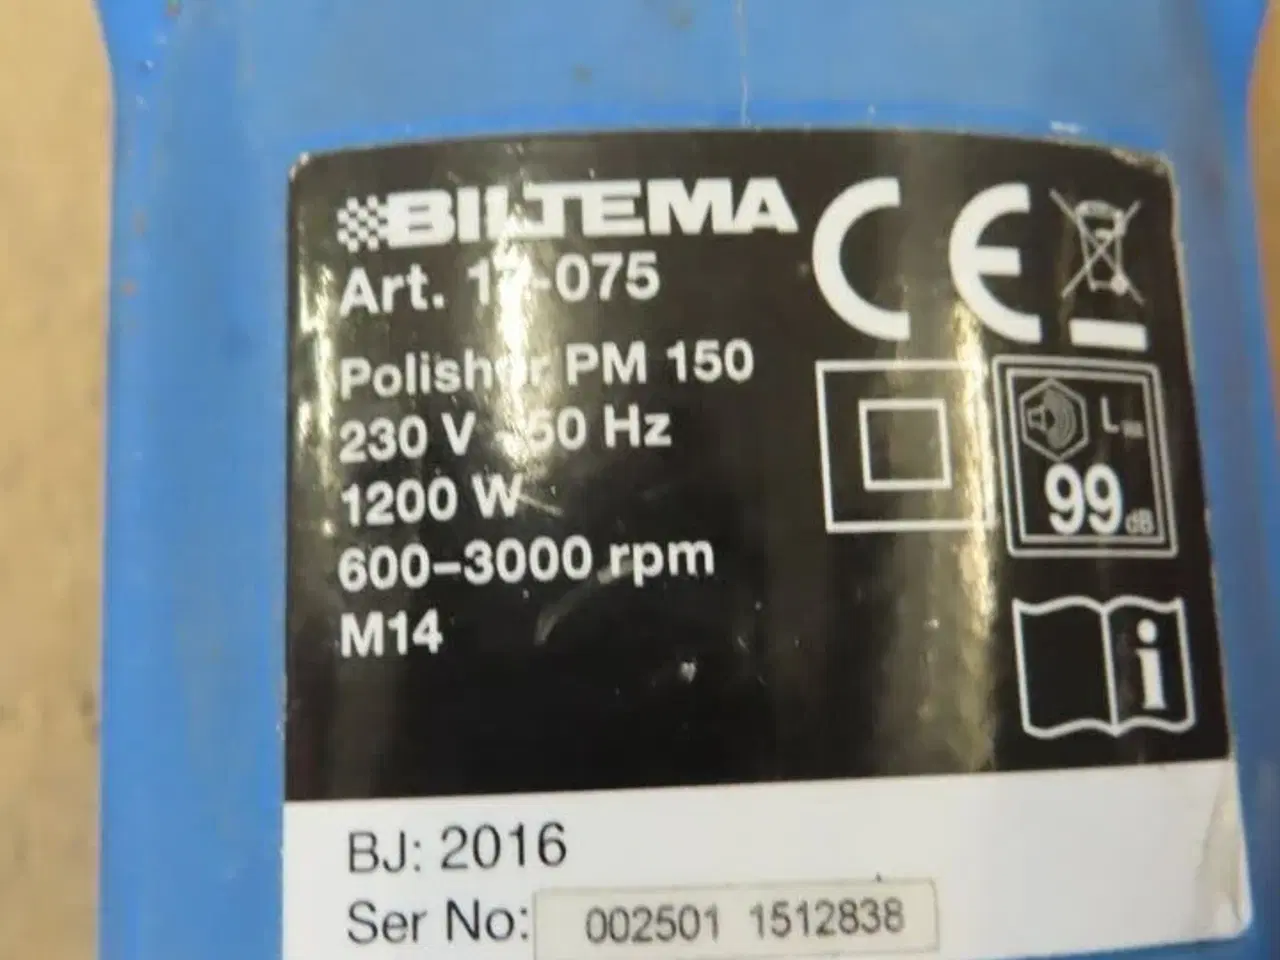 BILTEMA
Art. 17-075
Polisher PM 150
230 V ~50 Hz
1200 W
600–3000 rpm
M14
CE
99 dB
i
BJ: 2016
Ser No: 002501 1512838